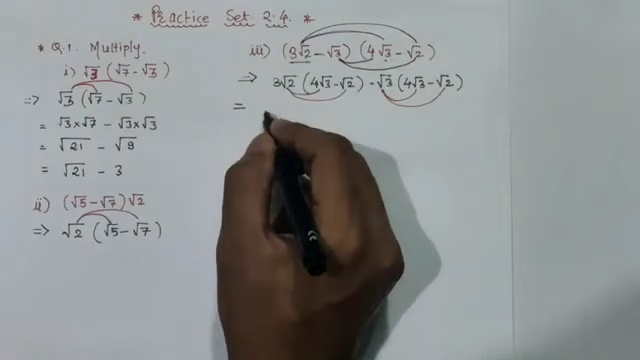 * Practice Set 2.4. *
* Q.1. Multiply.
i) √3 (√7 - √3)
=> √3 (√7 - √3)
= √3 × √7 - √3 × √3
= √21 - √9
= √21 - 3
ii) (√5 - √7) √2
=> √2 (√5 - √7)
iii) (3√2 - √3) (4√3 - √2)
=> 3√2 (4√3 - √2) - √3 (4√3 - √2)
=